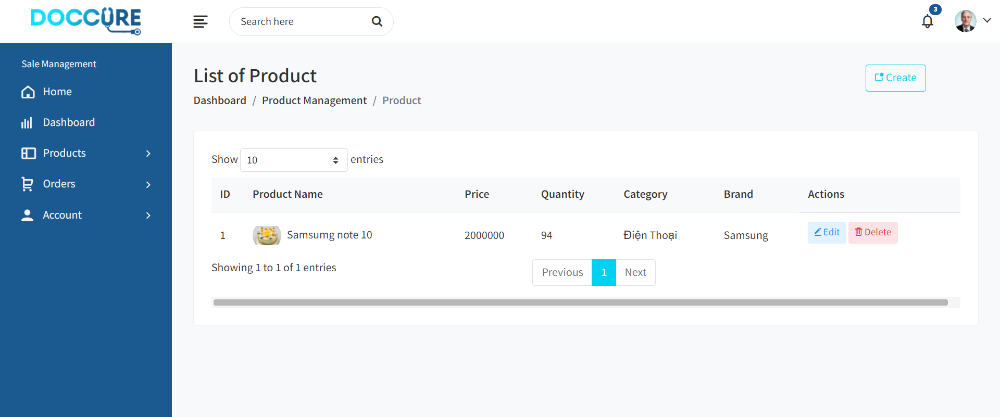 DOCCURE
Search here
3
Sale Management
Home
Dashboard
Products
Orders
Account
List of Product
Create
Dashboard / Product Management / Product
Show 10 entries
ID Product Name Price Quantity Category Brand Actions
1 Samsumg note 10 2000000 94 Điện Thoại Samsung Edit Delete
Showing 1 to 1 of 1 entries
Previous 1 Next